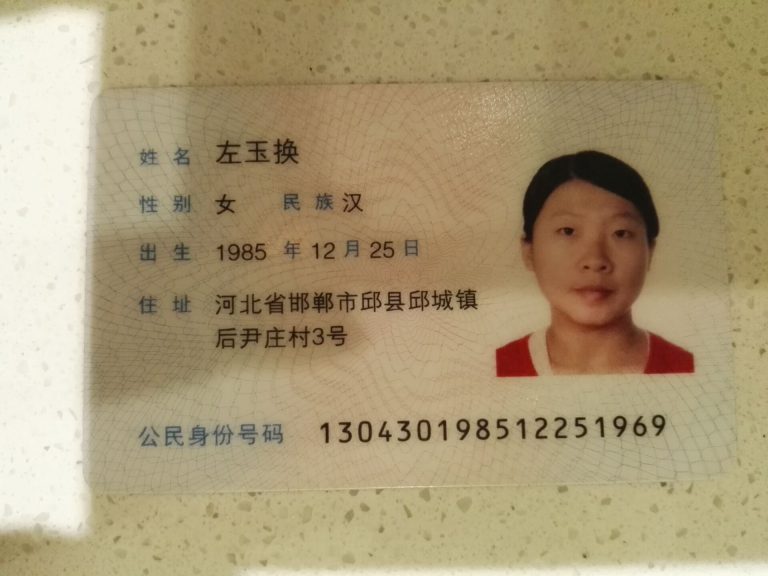 姓名 左玉换
性别 女 民族 汉
出生 1985 年 12 月 25 日
住址 河北省邯郸市邱县邱城镇
后尹庄村3号
公民身份号码 130430198512251969